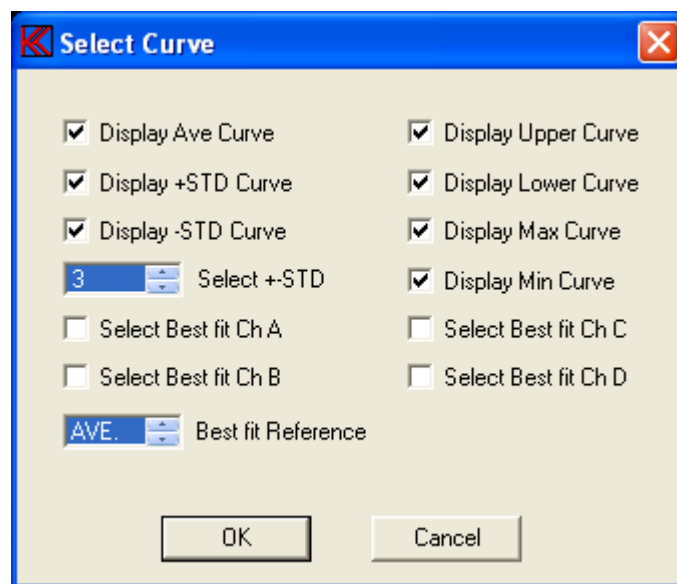 Select Curve
Display Ave Curve
Display Upper Curve
Display +STD Curve
Display Lower Curve
Display -STD Curve
Display Max Curve
3 Select +-STD
Display Min Curve
Select Best fit Ch A
Select Best fit Ch C
Select Best fit Ch B
Select Best fit Ch D
AVE. Best fit Reference
OK
Cancel